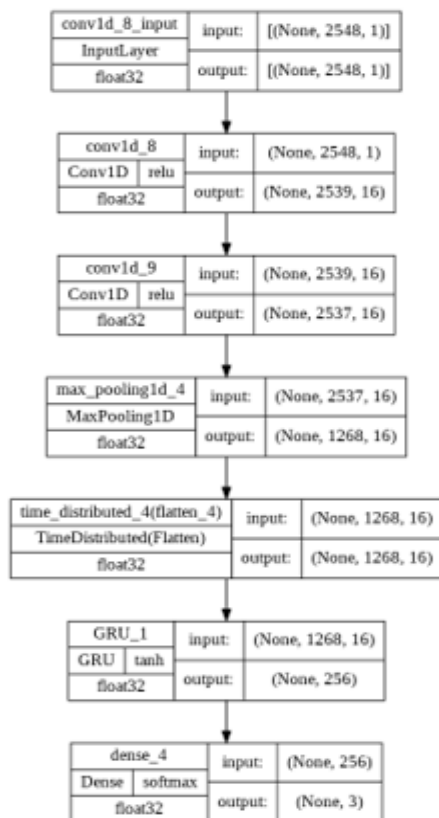 conv1d_8_input
InputLayer
float32
input: [(None, 2548, 1)]
output: [(None, 2548, 1)]
conv1d_8
Conv1D relu
float32
input: (None, 2548, 1)
output: (None, 2539, 16)
conv1d_9
Conv1D relu
float32
input: (None, 2539, 16)
output: (None, 2537, 16)
max_pooling1d_4
MaxPooling1D
float32
input: (None, 2537, 16)
output: (None, 1268, 16)
time_distributed_4(flatten_4)
TimeDistributed(Flatten)
float32
input: (None, 1268, 16)
output: (None, 1268, 16)
GRU_1
GRU tanh
float32
input: (None, 1268, 16)
output: (None, 256)
dense_4
Dense softmax
float32
input: (None, 256)
output: (None, 3)